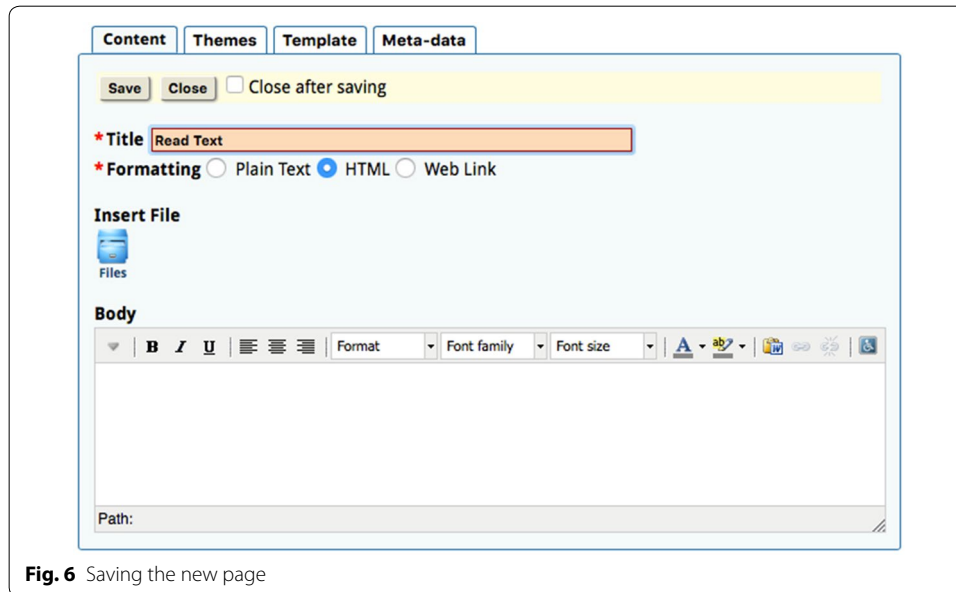 Content Themes Template Meta-data
Save Close Close after saving
*Title Read Text
*Formatting Plain Text HTML Web Link
Insert File
Files
Body
B I U Format Font family Font size A ab
Path:
Fig. 6 Saving the new page